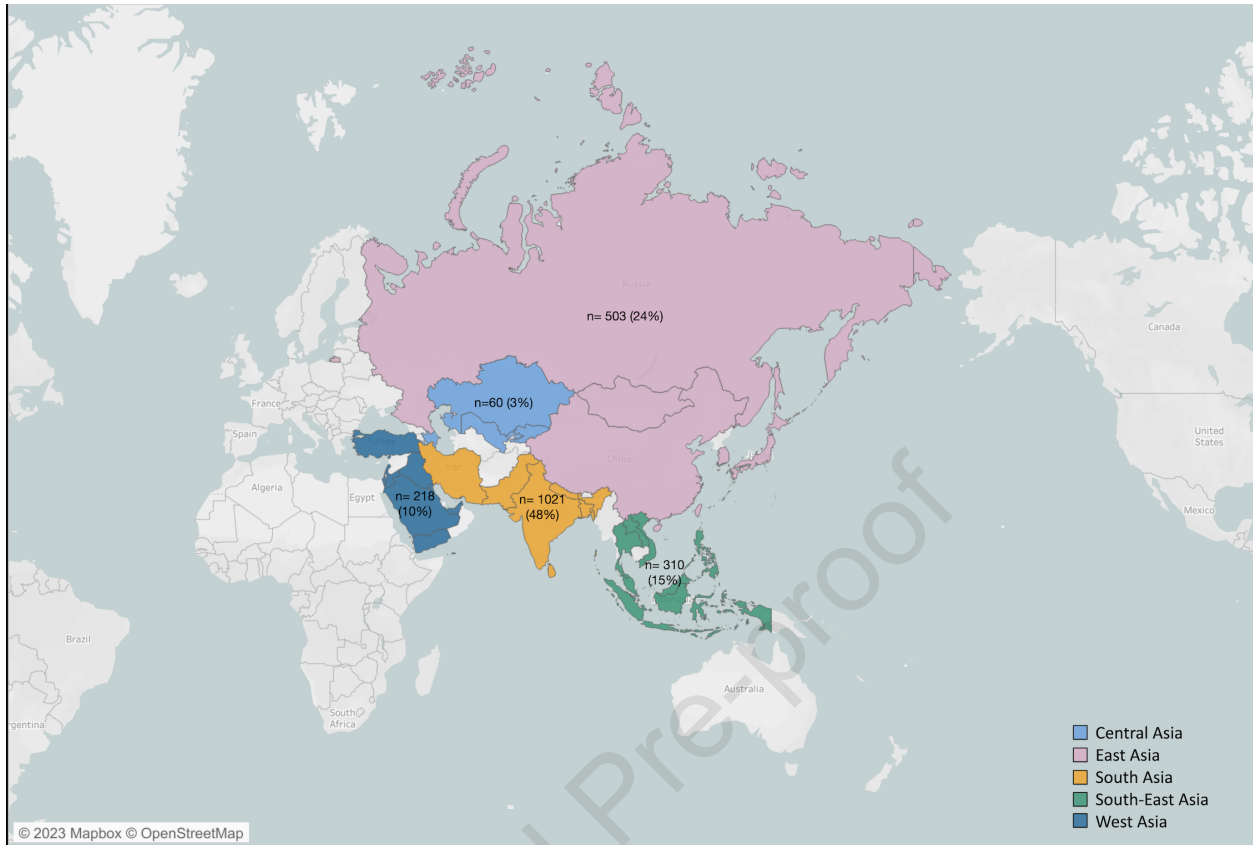 Russia
n= 503 (24%)
Canada
n=60 (3%)
France
United
States
Spain
Turkey
Iran
China
Algeria
Egypt
n= 218
(10%)
n= 1021
(48%)
Mexico
n= 310
(15%)
Brazil
Australia
South
Africa
rgentina
l Pre-proof
Central Asia
East Asia
South Asia
South-East Asia
West Asia
© 2023 Mapbox © OpenStreetMap